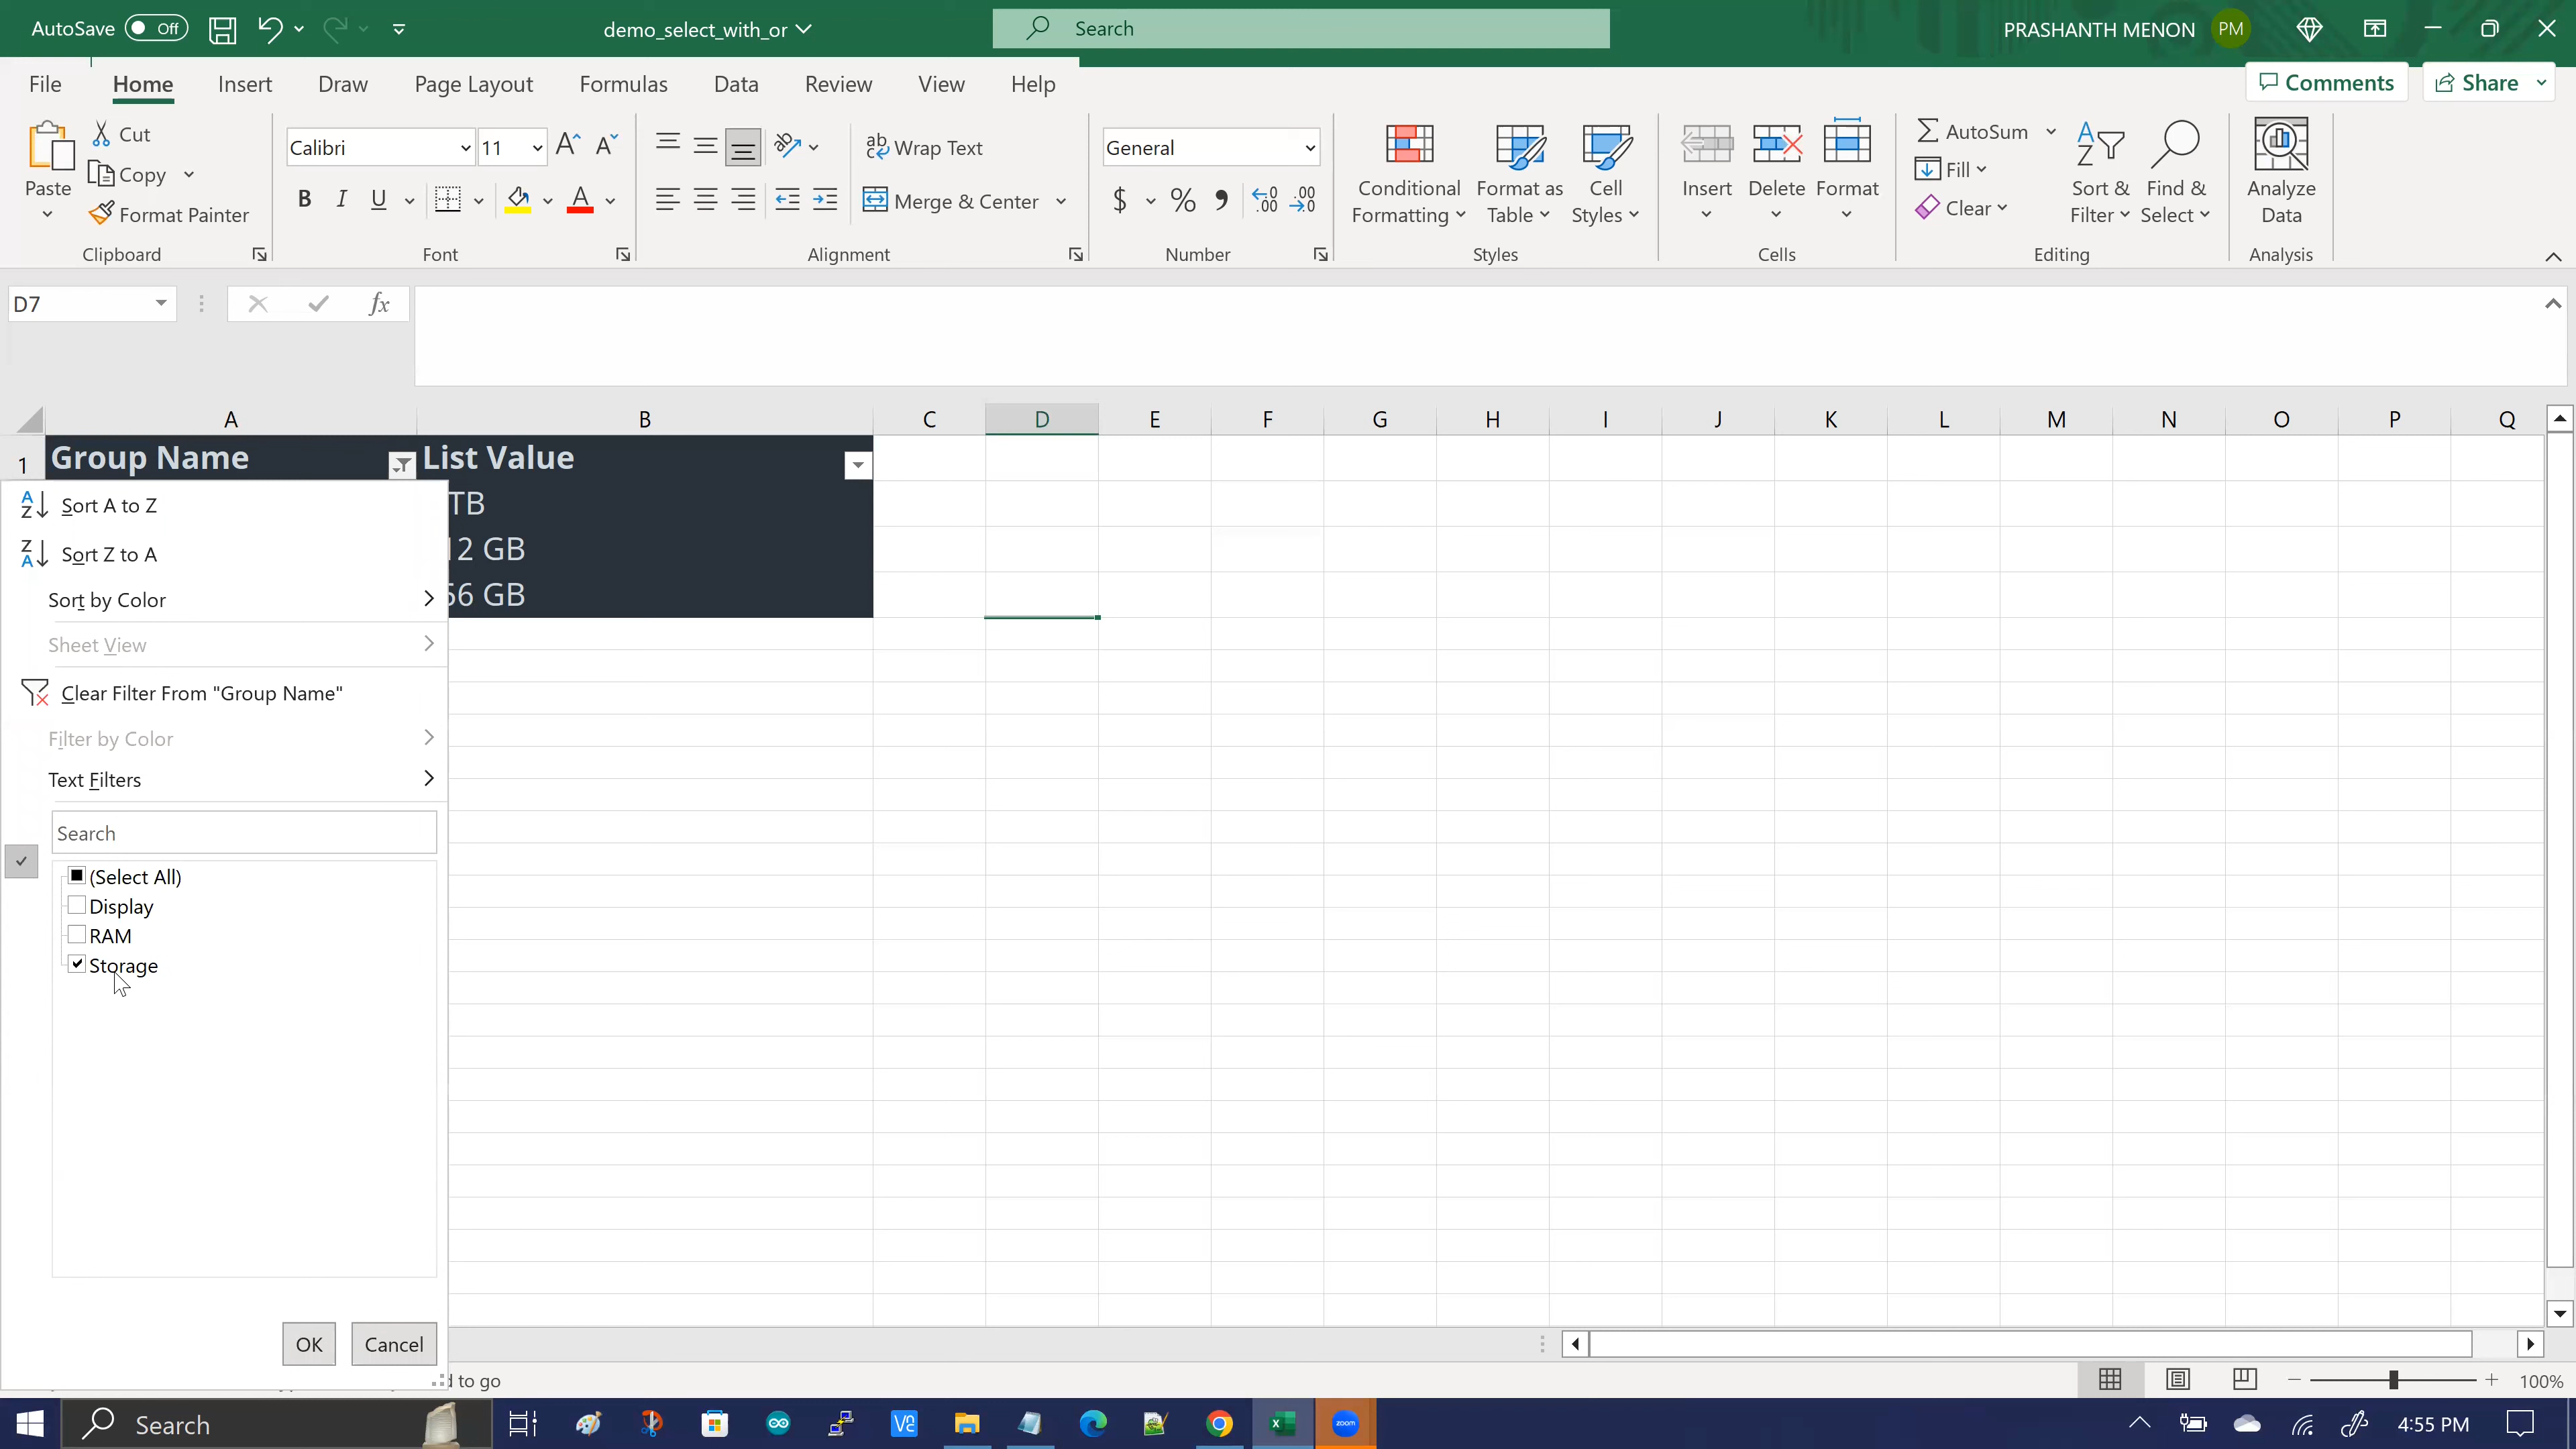 AutoSave Off demo_select_with_or Search PRASHANTH MENON PM
File Home Insert Draw Page Layout Formulas Data Review View Help Comments Share
Paste Cut Copy Format Painter Clipboard
Calibri 11 B I U A Font
Wrap Text Merge & Center Alignment
General $ % Number
Conditional Formatting Format as Table Cell Styles Styles
Insert Delete Format Cells
AutoSum Fill Clear Sort & Filter Find & Select Editing
Analyze Data Analysis
D7 fx
A B C D E F G H I J K L M N O P Q
1 Group Name List Value
TB
12 GB
56 GB
Sort A to Z
Sort Z to A
Sort by Color
Sheet View
Clear Filter From "Group Name"
Filter by Color
Text Filters
Search
(Select All)
Display
RAM
Storage
OK Cancel
d to go 100%
Search zoom 4:55 PM